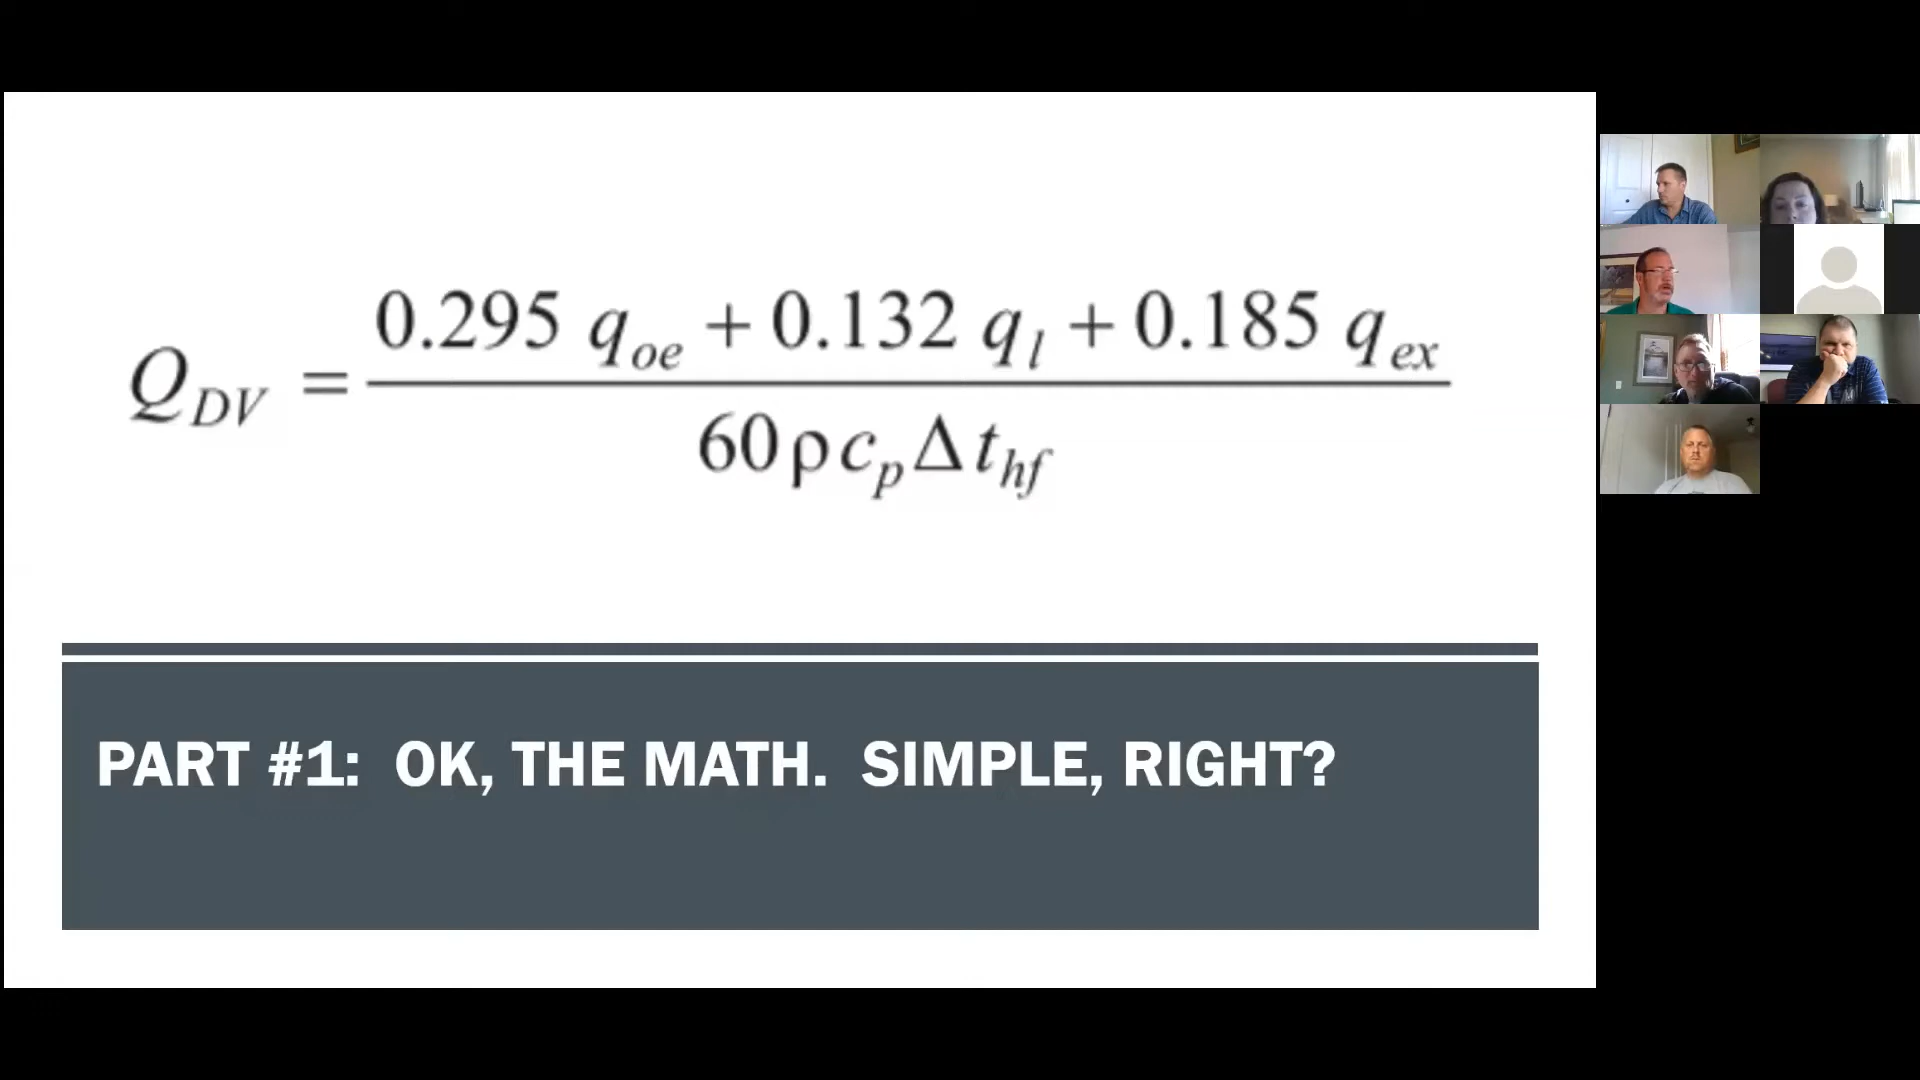 Q_DV = (0.295 q_oe + 0.132 q_l + 0.185 q_ex) / (60 ρ c_p Δ t_hf)
PART #1: OK, THE MATH. SIMPLE, RIGHT?